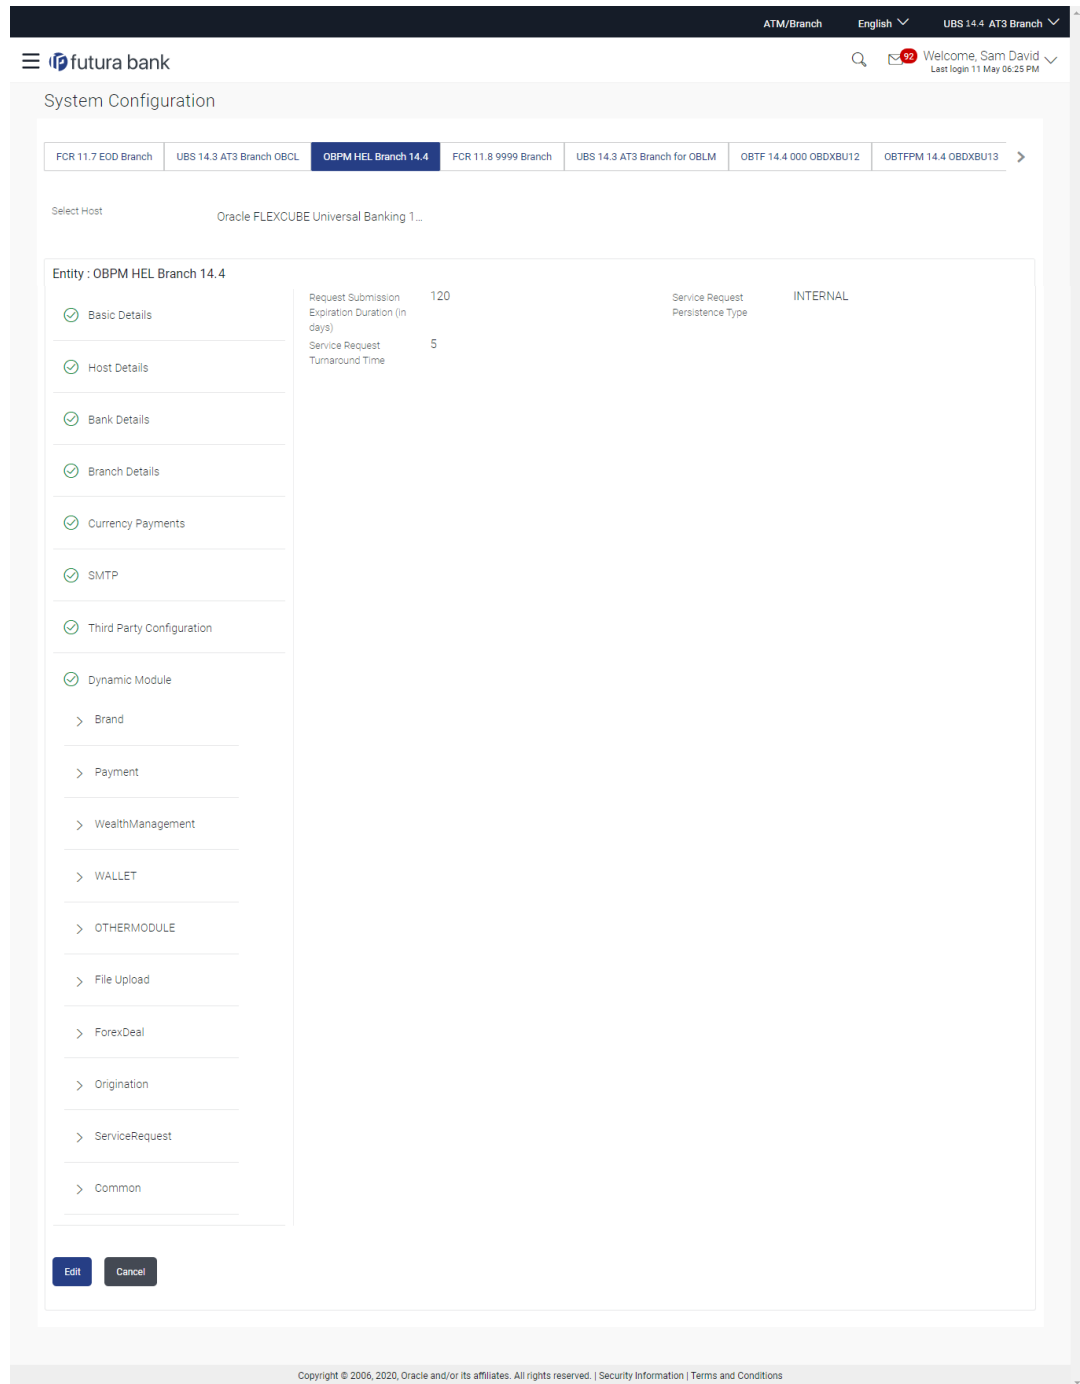 ATM/Branch English UBS 14.4 AT3 Branch
futura bank
92 Welcome, Sam David
Last login 11 May 06:25 PM
System Configuration
FCR 11.7 EOD Branch UBS 14.3 AT3 Branch OBCL OBPM HEL Branch 14.4 FCR 11.8 9999 Branch UBS 14.3 AT3 Branch for OBLM OBTF 14.4 000 OBDXBU12 OBTFPM 14.4 OBDXBU13
Select Host Oracle FLEXCUBE Universal Banking 1...
Entity : OBPM HEL Branch 14.4
Request Submission Expiration Duration (in days) 120 Service Request Persistence Type INTERNAL
Service Request Turnaround Time 5
Basic Details
Host Details
Bank Details
Branch Details
Currency Payments
SMTP
Third Party Configuration
Dynamic Module
Brand
Payment
WealthManagement
WALLET
OTHERMODULE
File Upload
ForexDeal
Origination
ServiceRequest
Common
Edit Cancel
Copyright © 2006, 2020, Oracle and/or its affiliates. All rights reserved. | Security Information | Terms and Conditions